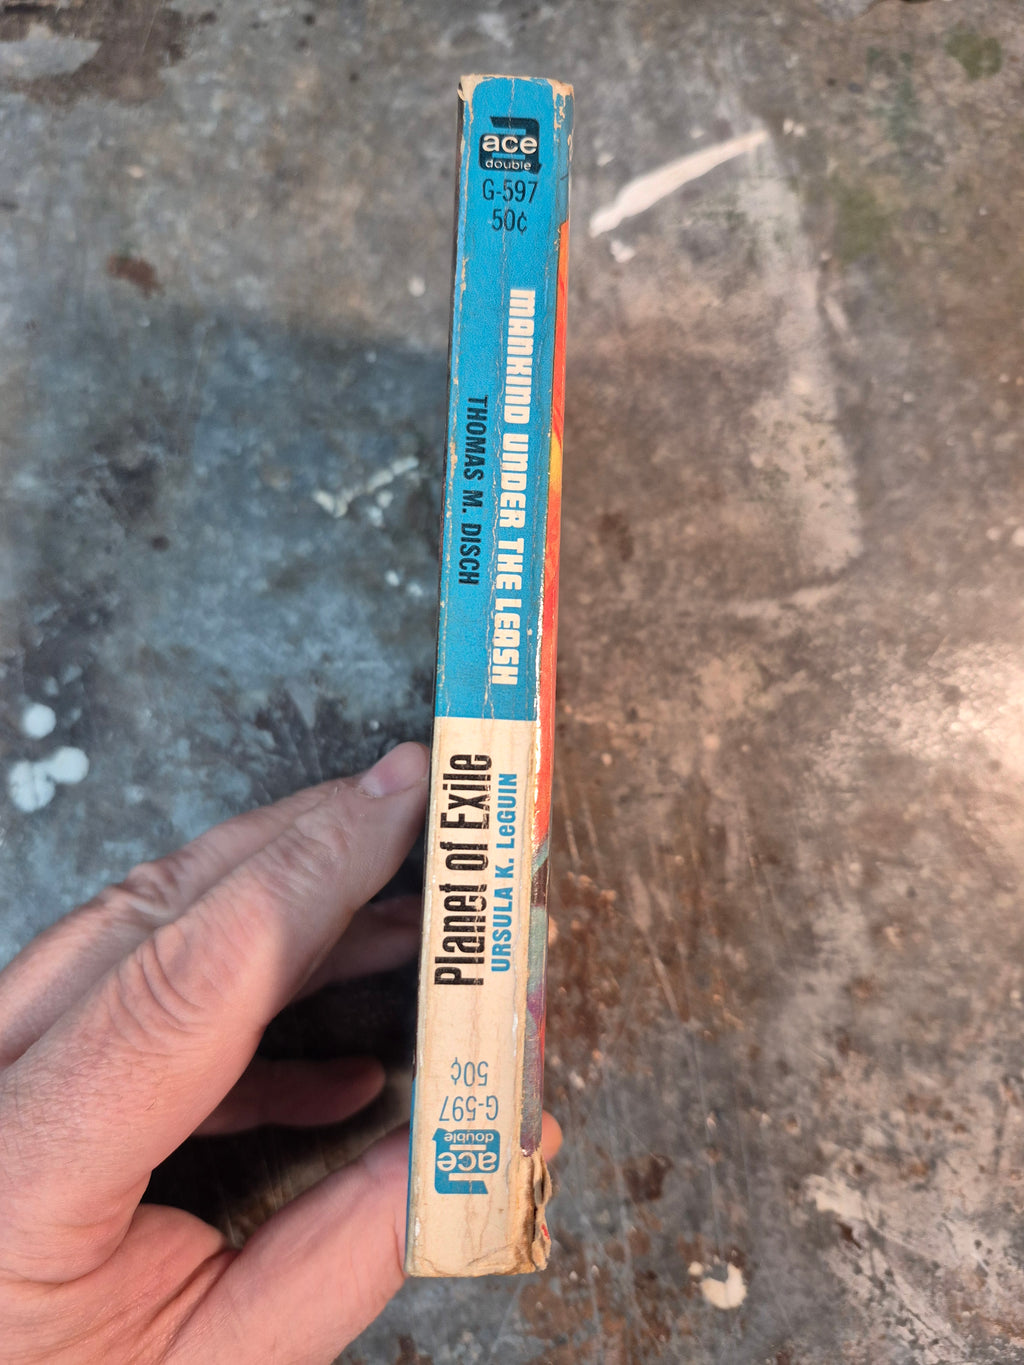 ace
double
G-597
50¢
MANKIND UNDER THE LEASH
THOMAS M. DISCH
Planet of Exile
URSULA K. LeGUIN
50¢
G-597
double
ace